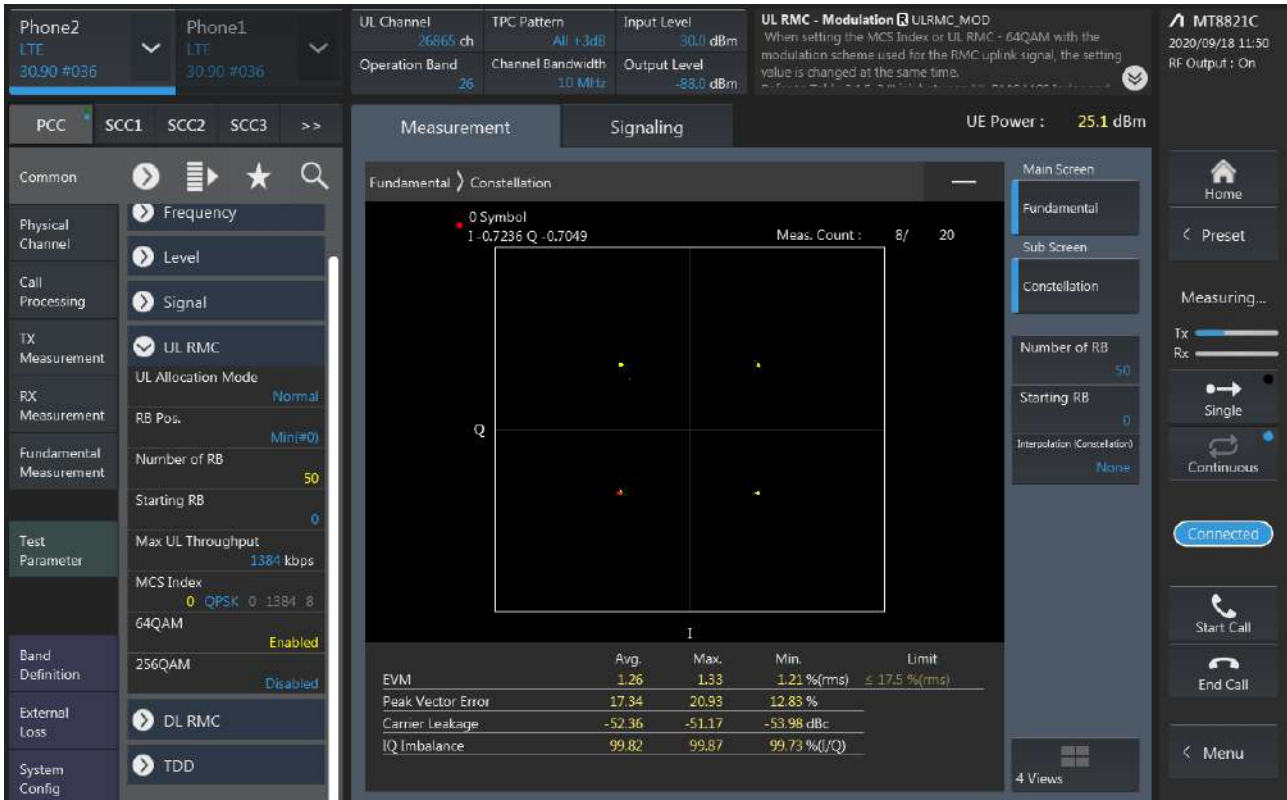 Phone2
LTE
30.90 #036
Phone1
LTE
30.90 #036
UL Channel
26865 ch
TPC Pattern
All +3dB
Input Level
30.0 dBm
Operation Band
26
Channel Bandwidth
10 MHz
Output Level
-88.0 dBm
UL RMC - Modulation R ULRMC_MOD
When setting the MCS Index or UL RMC - 64QAM with the
modulation scheme used for the RMC uplink signal, the setting
value is changed at the same time.
MT8821C
2020/09/18 11:50
RF Output : On
PCC SCC1 SCC2 SCC3 >>
Measurement
Signaling
UE Power : 25.1 dBm
Common
Physical
Channel
Call
Processing
TX
Measurement
RX
Measurement
Fundamental
Measurement
Test
Parameter
Band
Definition
External
Loss
System
Config
Frequency
Level
Signal
UL RMC
UL Allocation Mode
Normal
RB Pos.
Min(#0)
Number of RB
50
Starting RB
0
Max UL Throughput
1384 kbps
MCS Index
0 QPSK 0 1384 8
64QAM
Enabled
256QAM
Disabled
DL RMC
TDD
Fundamental 〉 Constellation
0 Symbol
I -0.7236 Q -0.7049
Meas. Count : 8/ 20
Q
I
Avg. Max. Min. Limit
EVM 1.26 1.33 1.21 %(rms) ≤ 17.5 %(rms)
Peak Vector Error 17.34 20.93 12.83 %
Carrier Leakage -52.36 -51.17 -53.98 dBc
IQ Imbalance 99.82 99.87 99.73 %(I/Q)
Main Screen
Fundamental
Sub Screen
Constellation
Number of RB
50
Starting RB
0
Interpolation (Constellation)
None
4 Views
Home
< Preset
Measuring...
Tx
Rx
Single
Continuous
Connected
Start Call
End Call
< Menu